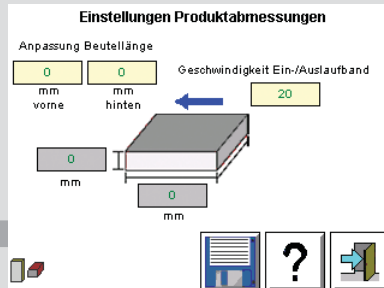 Einstellungen Produktabmessungen
Anpassung Beutellänge
Geschwindigkeit Ein-/Auslaufband
0 0
20
mm mm
vorne hinten
0
mm
0
mm
?